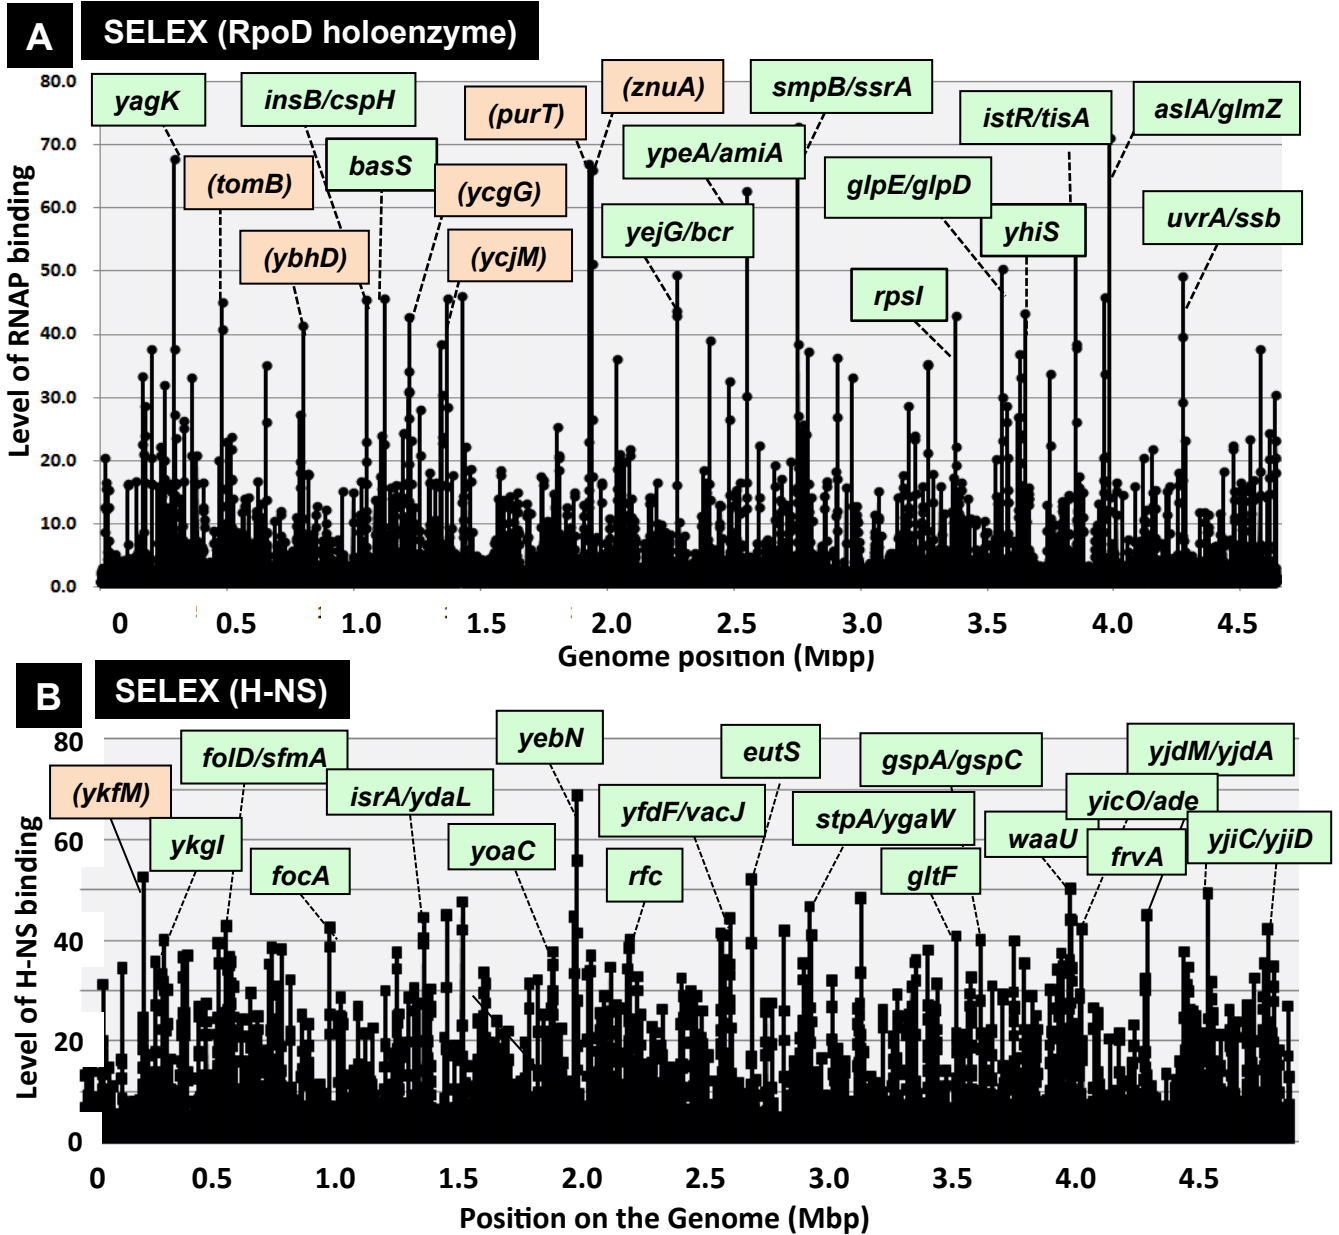 A
SELEX (RpoD holoenzyme)
Level of RNAP binding
80.0
70.0
60.0
50.0
40.0
30.0
20.0
10.0
0.0
yagK
insB/cspH
(purT)
(znuA)
smpB/ssrA
istR/tisA
aslA/glmZ
(tomB)
basS
(ycgG)
ypeA/amiA
glpE/glpD
(ybhD)
(ycjM)
yejG/bcr
yhiS
uvrA/ssb
rpsI
0 0.5 1.0 1.5 2.0 2.5 3.0 3.5 4.0 4.5
Genome position (Mbp)
B
SELEX (H-NS)
Level of H-NS binding
80
60
40
20
0
(ykfM)
folD/sfmA
yebN
eutS
gspA/gspC
yjdM/yjdA
ykgI
isrA/ydaL
yfdF/vacJ
stpA/ygaW
yicO/ade
focA
yoaC
rfc
gltF
waaU
frvA
yjiC/yjiD
0 0.5 1.0 1.5 2.0 2.5 3.0 3.5 4.0 4.5
Position on the Genome (Mbp)